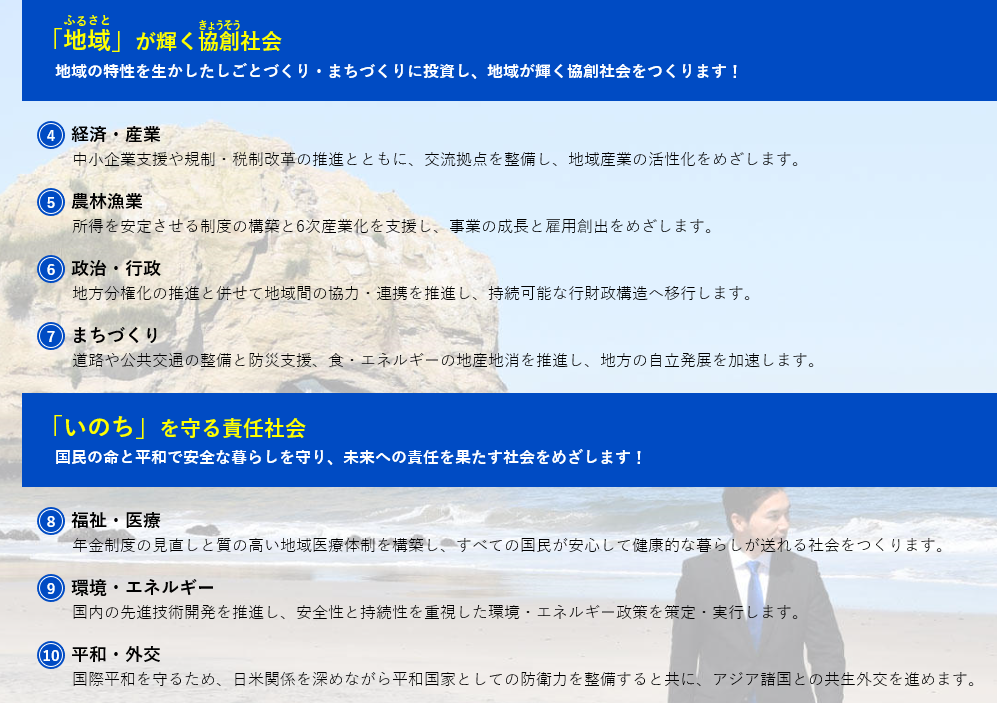 ふるさと きょうそう
「地域」が輝く協創社会
地域の特性を生かしたしごとづくり・まちづくりに投資し、地域が輝く協創社会をつくります！
4 経済・産業
中小企業支援や規制・税制改革の推進とともに、交流拠点を整備し、地域産業の活性化をめざします。
5 農林漁業
所得を安定させる制度の構築と6次産業化を支援し、事業の成長と雇用創出をめざします。
6 政治・行政
地方分権化の推進と併せて地域間の協力・連携を推進し、持続可能な行財政構造へ移行します。
7 まちづくり
道路や公共交通の整備と防災支援、食・エネルギーの地産地消を推進し、地方の自立発展を加速します。
「いのち」を守る責任社会
国民の命と平和で安全な暮らしを守り、未来への責任を果たす社会をめざします！
8 福祉・医療
年金制度の見直しと質の高い地域医療体制を構築し、すべての国民が安心して健康的な暮らしが送れる社会をつくります。
9 環境・エネルギー
国内の先進技術開発を推進し、安全性と持続性を重視した環境・エネルギー政策を策定・実行します。
10 平和・外交
国際平和を守るため、日米関係を深めながら平和国家としての防衛力を整備すると共に、アジア諸国との共生外交を進めます。